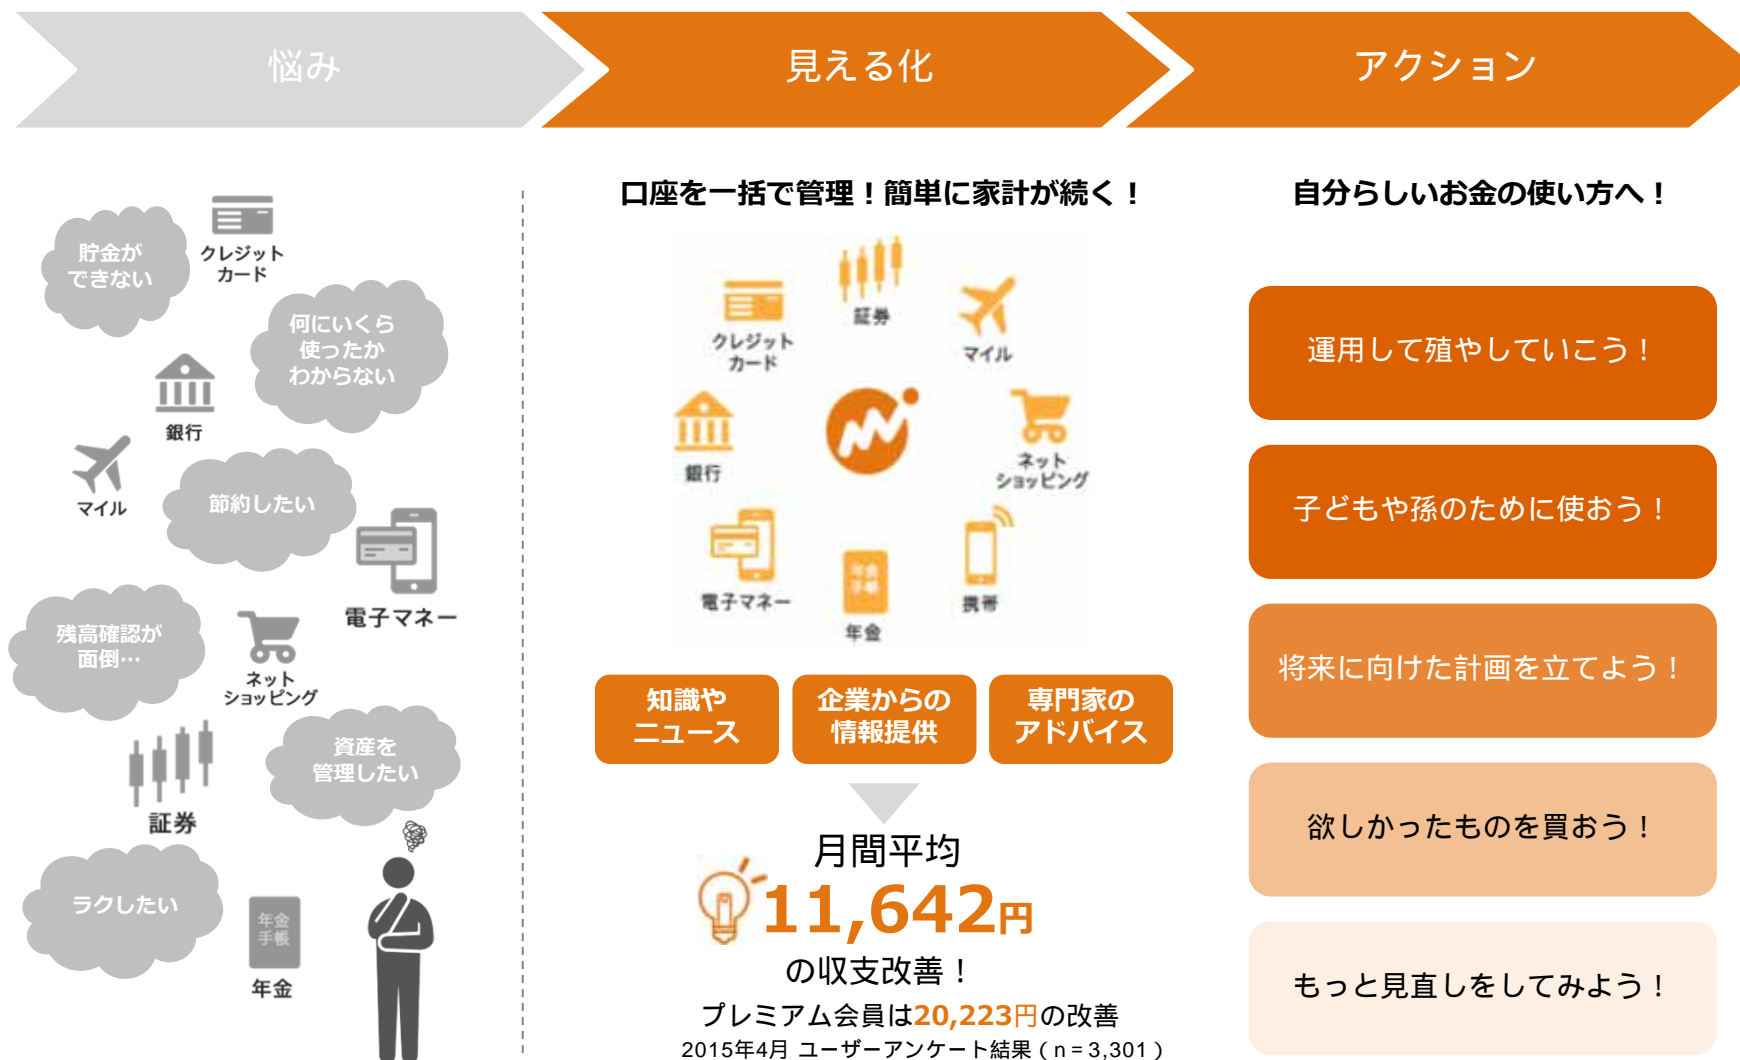 悩み
見える化
アクション
貯金が
できない
クレジット
カード
何にいくら
使ったか
わからない
銀行
マイル
節約したい
電子マネー
残高確認が
面倒…
ネット
ショッピング
資産を
管理したい
証券
ラクしたい
年金
手帳
年金
口座を一括で管理！簡単に家計が続く！
証券
クレジット
カード
マイル
銀行
ネット
ショッピング
電子マネー
年金
手帳
年金
携帯
知識や
ニュース
企業からの
情報提供
専門家の
アドバイス
月間平均
11,642円
の収支改善！
プレミアム会員は20,223円の改善
2015年4月 ユーザーアンケート結果（n=3,301）
自分らしいお金の使い方へ！
運用して殖やしていこう！
子どもや孫のために使おう！
将来に向けた計画を立てよう！
欲しかったものを買おう！
もっと見直しをしてみよう！